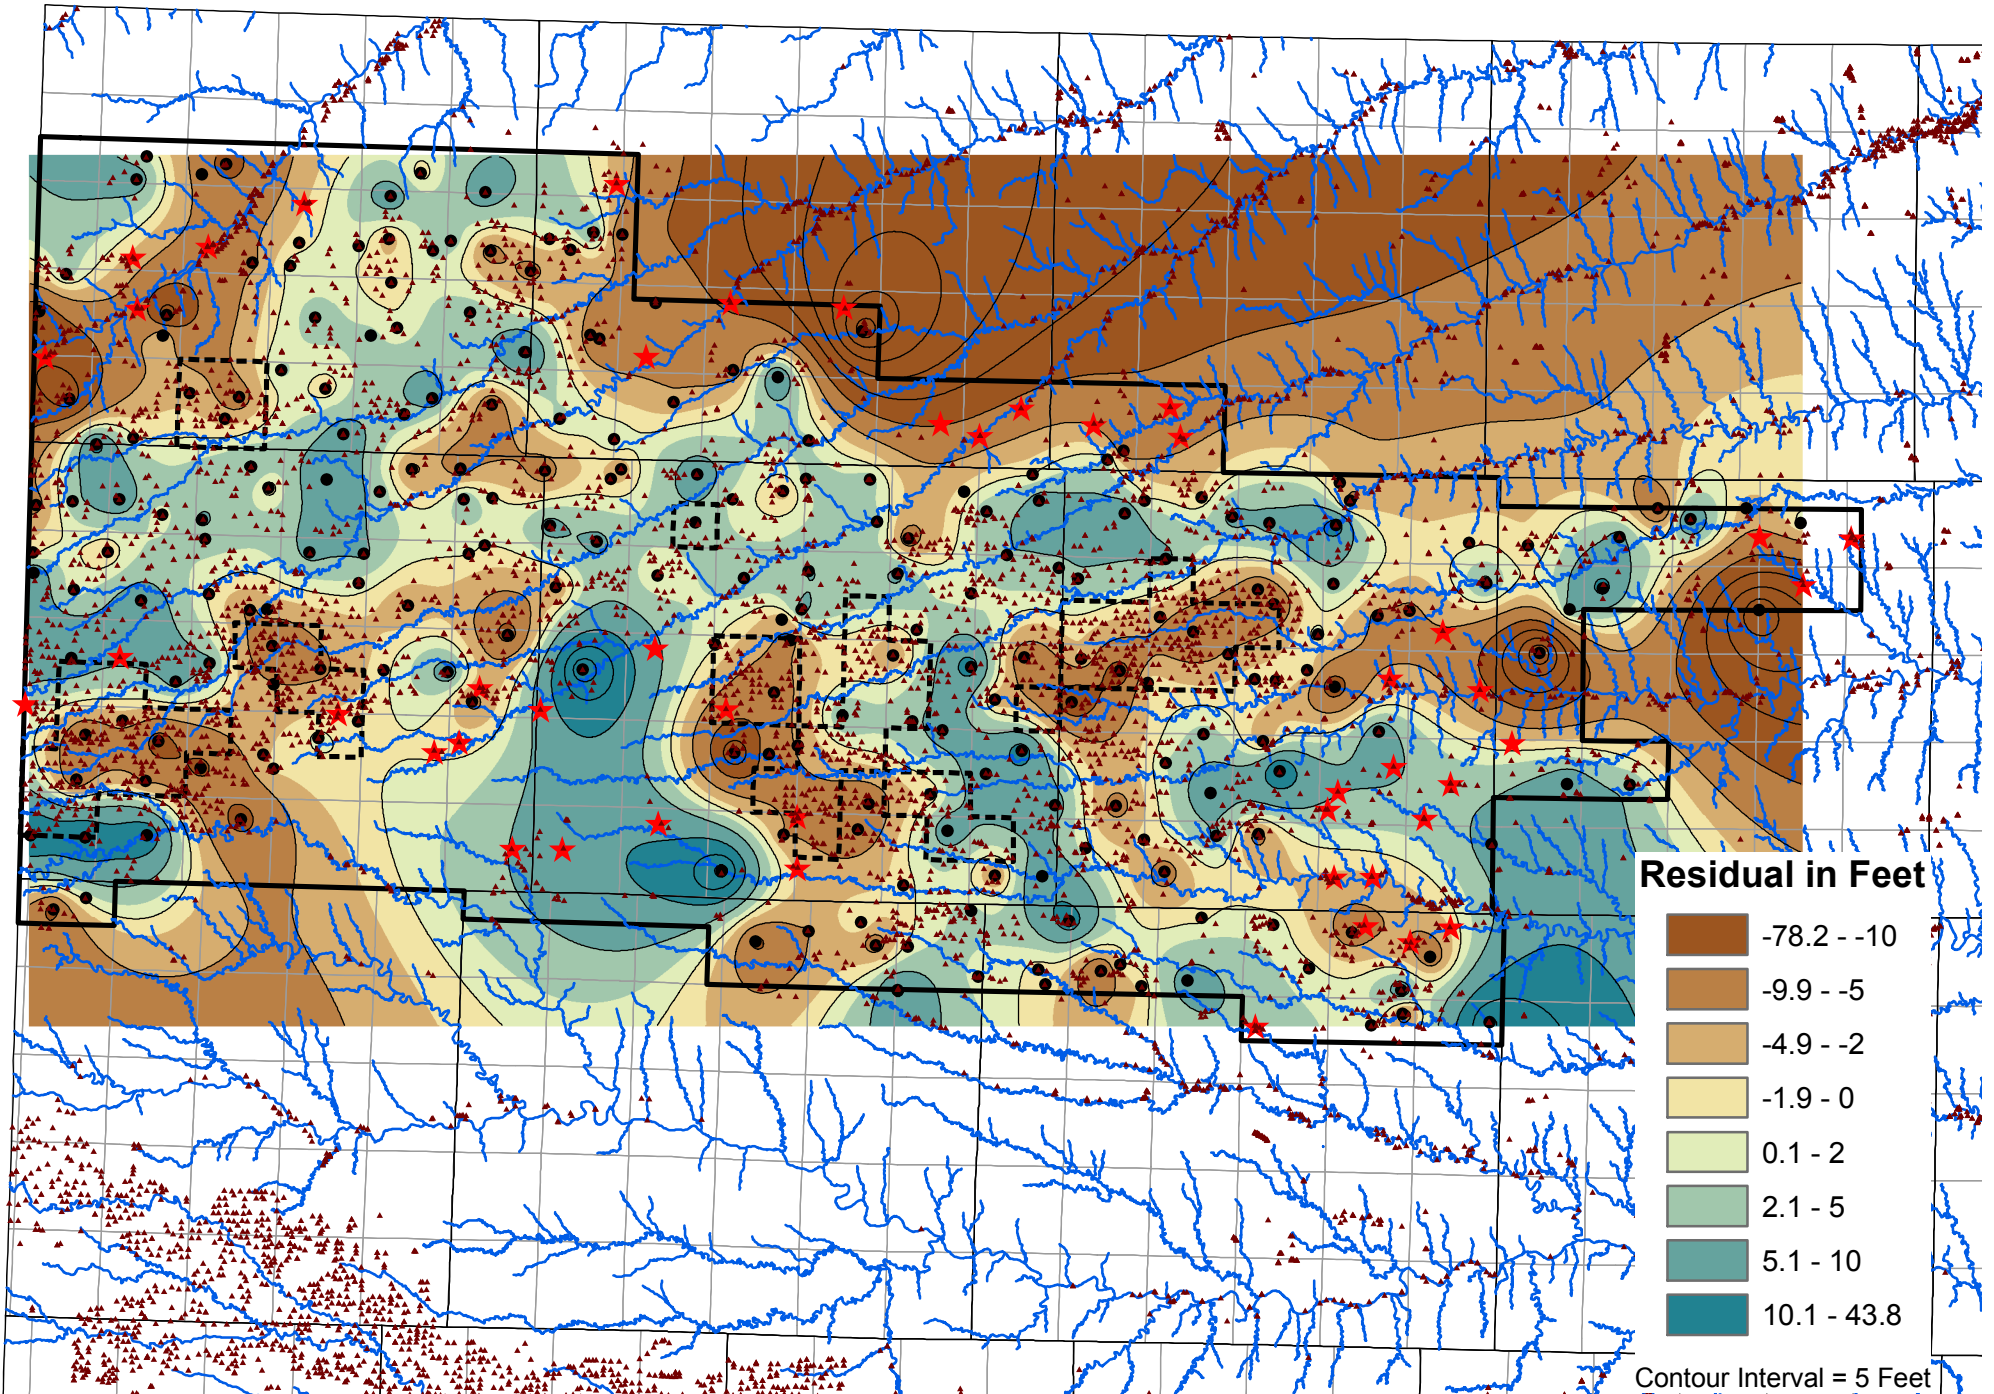 Residual in Feet
-78.2 - -10
-9.9 - -5
-4.9 - -2
-1.9 - 0
0.1 - 2
2.1 - 5
5.1 - 10
10.1 - 43.8
Contour Interval = 5 Feet